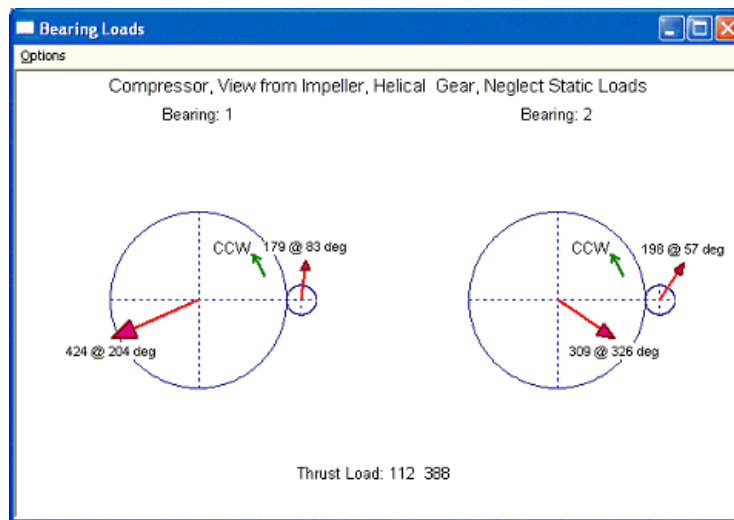 Bearing Loads
Options
Compressor, View from Impeller, Helical Gear, Neglect Static Loads
Bearing: 1
Bearing: 2
CCW 179 @ 83 deg
CCW 198 @ 57 deg
424 @ 204 deg
309 @ 326 deg
Thrust Load: 112 388